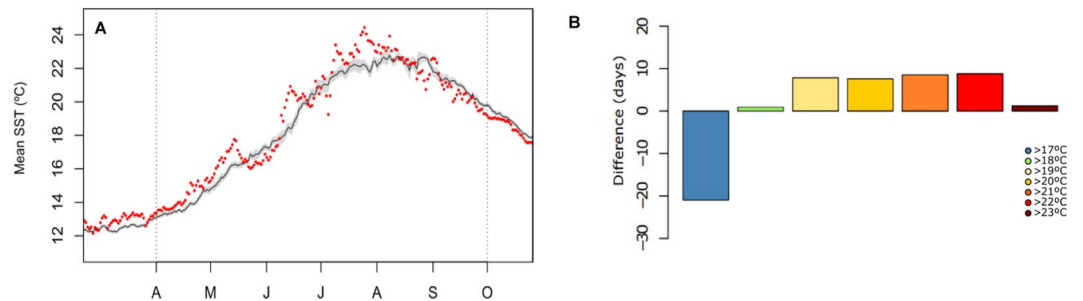 A
Mean SST (ºC)
24
22
20
18
16
14
12
A M J J A S O
B
Difference (days)
20
10
0
-10
-20
-30
>17ºC
>18ºC
>19ºC
>20ºC
>21ºC
>22ºC
>23ºC